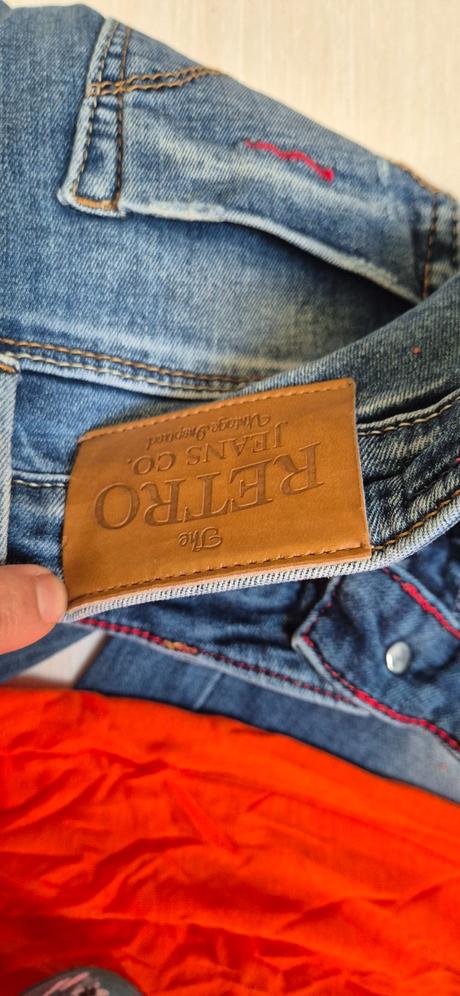 The
RETRO
JEANS CO.
Vintage Inspired